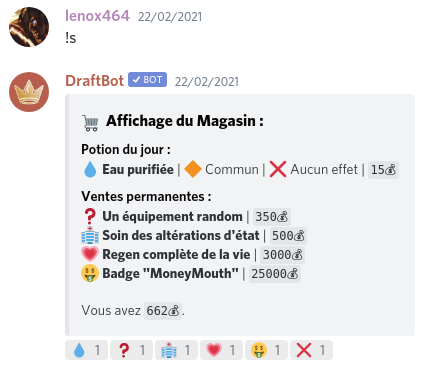 lenox464 22/02/2021
!s
DraftBot ✓ BOT 22/02/2021
🛒 Affichage du Magasin :
Potion du jour :
💧 Eau purifiée | 🔶 Commun | ❌ Aucun effet | 15💰
Ventes permanentes :
❓ Un équipement random | 350💰
🏥 Soin des altérations d'état | 500💰
💗 Regen complète de la vie | 3000💰
🤑 Badge "MoneyMouth" | 25000💰
Vous avez 662💰.
💧 1 ❓ 1 🏥 1 💗 1 🤑 1 ❌ 1